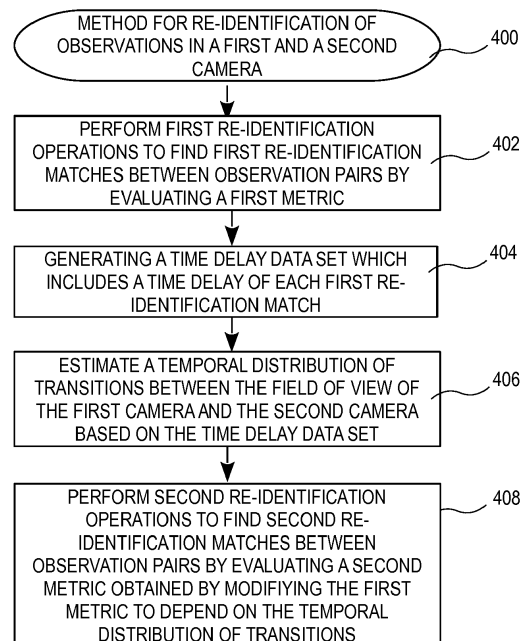 METHOD FOR RE-IDENTIFICATION OF
OBSERVATIONS IN A FIRST AND A SECOND
CAMERA
400
PERFORM FIRST RE-IDENTIFICATION
OPERATIONS TO FIND FIRST RE-IDENTIFICATION
MATCHES BETWEEN OBSERVATION PAIRS BY
EVALUATING A FIRST METRIC
402
GENERATING A TIME DELAY DATA SET WHICH
INCLUDES A TIME DELAY OF EACH FIRST RE-
IDENTIFICATION MATCH
404
ESTIMATE A TEMPORAL DISTRIBUTION OF
TRANSITIONS BETWEEN THE FIELD OF VIEW OF
THE FIRST CAMERA AND THE SECOND CAMERA
BASED ON THE TIME DELAY DATA SET
406
PERFORM SECOND RE-IDENTIFICATION
OPERATIONS TO FIND SECOND RE-
IDENTIFICATION MATCHES BETWEEN
OBSERVATION PAIRS BY EVALUATING A SECOND
METRIC OBTAINED BY MODIFIYING THE FIRST
METRIC TO DEPEND ON THE TEMPORAL
DISTRIBUTION OF TRANSITIONS
408